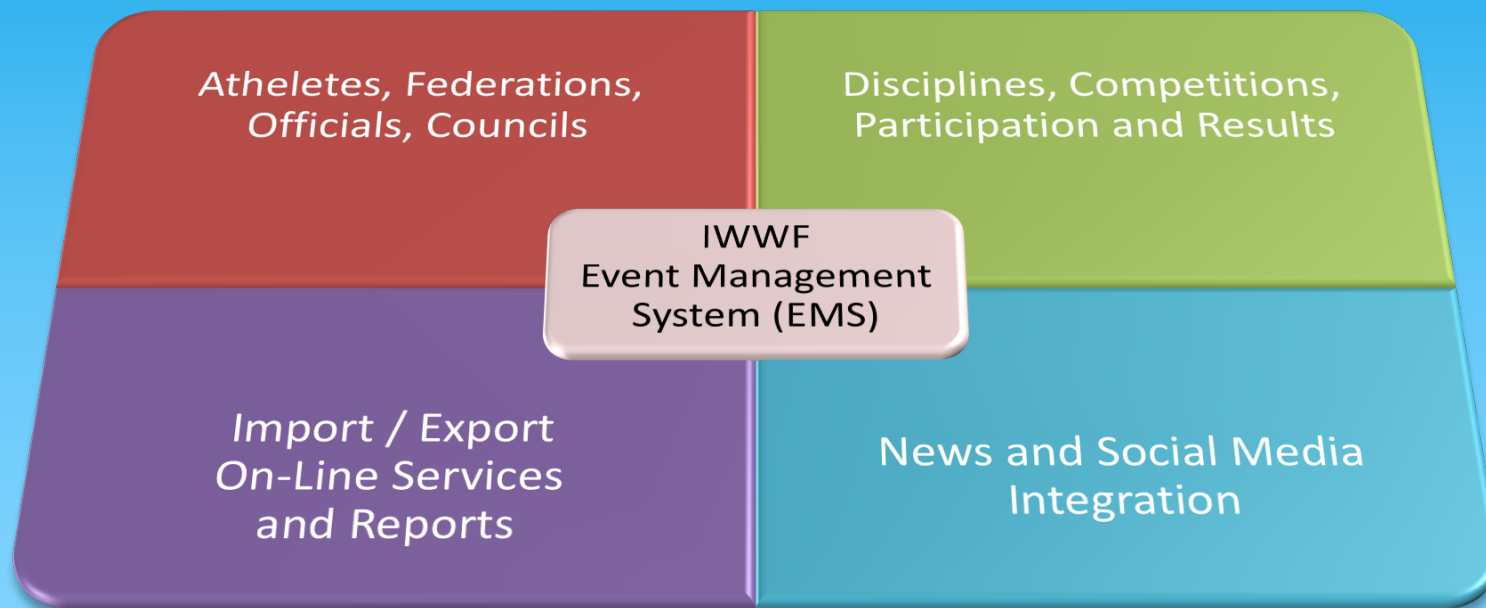 Atheletes, Federations,
Officials, Councils
Disciplines, Competitions,
Participation and Results
IWWF
Event Management
System (EMS)
Import / Export
On-Line Services
and Reports
News and Social Media
Integration